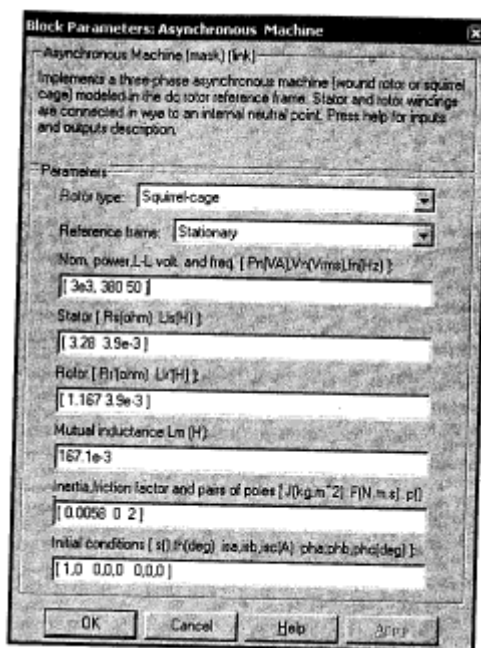 Block Parameters: Asynchronous Machine
Asynchronous Machine (mask) (link)
Implements a three-phase asynchronous machine (wound rotor or squirrel
cage) modeled in the dq rotor reference frame. Stator and rotor windings
are connected in wye to an internal neutral point. Press help for inputs
and outputs description.
Parameters
Rotor type: Squirrel-cage
Reference frame: Stationary
Nom. power,L-L volt. and freq. [ Pn(VA),Vn(Vrms),fn(Hz) ]:
[ 3e3, 380 50 ]
Stator [ Rs(ohm) Lls(H) ]:
[ 3.28 3.9e-3 ]
Rotor [ Rr'(ohm) Llr'(H) ]:
[ 1.167 3.9e-3 ]
Mutual inductance Lm (H):
167.1e-3
Inertia,friction factor and pairs of poles [ J(kg.m^2) F(N.m.s) p()
[ 0.0058 0 2 ]
Initial conditions [ s() th(deg) isa,isb,isc(A) pha,phb,phc(deg) ]:
[ 1,0 0,0,0 0,0,0 ]
OK Cancel Help Apply